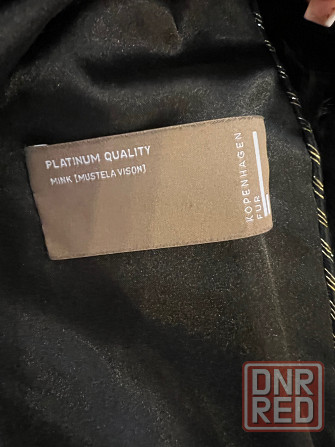 PLATINUM QUALITY
MINK [MUSTELA VISON]
KOPENHAGEN
FUR
DNR
RED